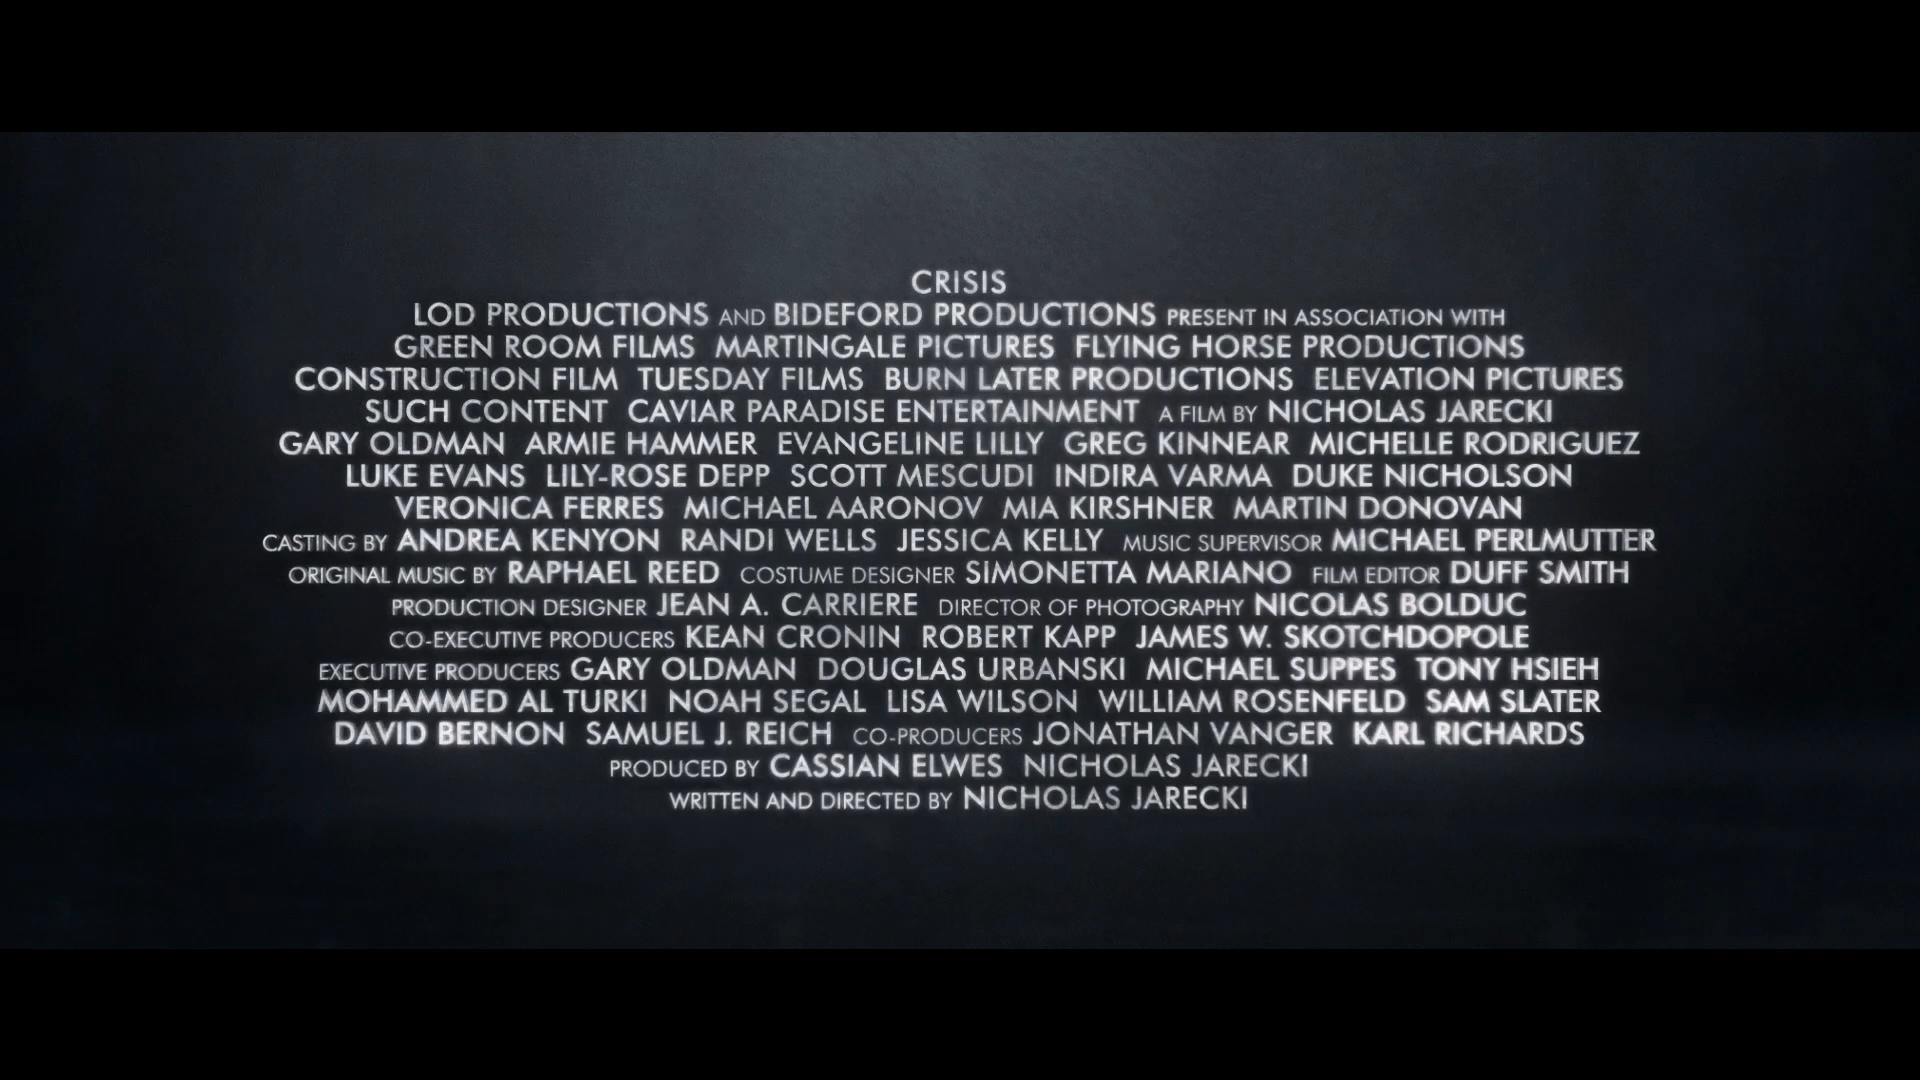 CRISIS
LOD PRODUCTIONS AND BIDEFORD PRODUCTIONS PRESENT IN ASSOCIATION WITH
GREEN ROOM FILMS MARTINGALE PICTURES FLYING HORSE PRODUCTIONS
CONSTRUCTION FILM TUESDAY FILMS BURN LATER PRODUCTIONS ELEVATION PICTURES
SUCH CONTENT CAVIAR PARADISE ENTERTAINMENT A FILM BY NICHOLAS JARECKI
GARY OLDMAN ARMIE HAMMER EVANGELINE LILLY GREG KINNEAR MICHELLE RODRIGUEZ
LUKE EVANS LILY-ROSE DEPP SCOTT MESCUDI INDIRA VARMA DUKE NICHOLSON
VERONICA FERRES MICHAEL AARONOV MIA KIRSHNER MARTIN DONOVAN
CASTING BY ANDREA KENYON RANDI WELLS JESSICA KELLY MUSIC SUPERVISOR MICHAEL PERLMUTTER
ORIGINAL MUSIC BY RAPHAEL REED COSTUME DESIGNER SIMONETTA MARIANO FILM EDITOR DUFF SMITH
PRODUCTION DESIGNER JEAN A. CARRIERE DIRECTOR OF PHOTOGRAPHY NICOLAS BOLDUC
CO-EXECUTIVE PRODUCERS KEAN CRONIN ROBERT KAPP JAMES W. SKOTCHDOPOLE
EXECUTIVE PRODUCERS GARY OLDMAN DOUGLAS URBANSKI MICHAEL SUPPES TONY HSIEH
MOHAMMED AL TURKI NOAH SEGAL LISA WILSON WILLIAM ROSENFELD SAM SLATER
DAVID BERNON SAMUEL J. REICH CO-PRODUCERS JONATHAN VANGER KARL RICHARDS
PRODUCED BY CASSIAN ELWES NICHOLAS JARECKI
WRITTEN AND DIRECTED BY NICHOLAS JARECKI